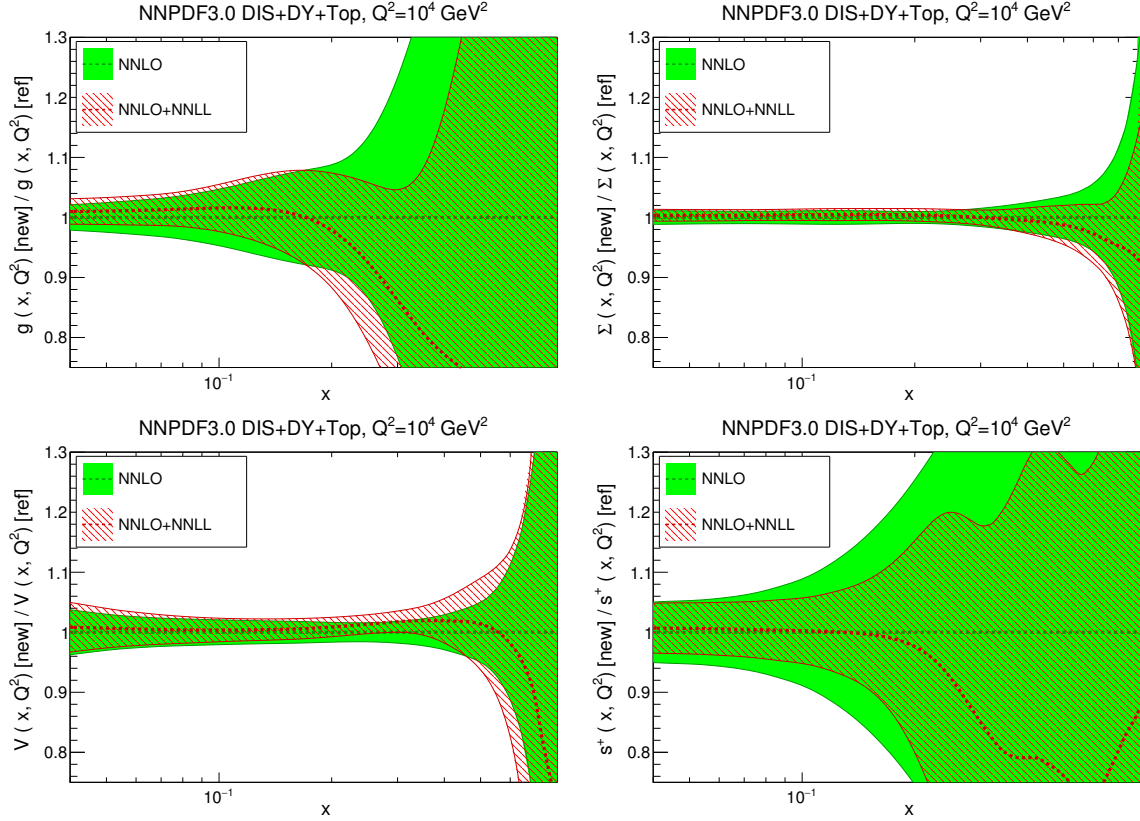 NNPDF3.0 DIS+DY+Top, Q²=10⁴ GeV²
g ( x, Q²) [new] / g ( x, Q²) [ref]
1.3
1.2
1.1
1
0.9
0.8
NNLO
NNLO+NNLL
10⁻¹
x
NNPDF3.0 DIS+DY+Top, Q²=10⁴ GeV²
Σ ( x, Q²) [new] / Σ ( x, Q²) [ref]
1.3
1.2
1.1
1
0.9
0.8
NNLO
NNLO+NNLL
10⁻¹
x
NNPDF3.0 DIS+DY+Top, Q²=10⁴ GeV²
V ( x, Q²) [new] / V ( x, Q²) [ref]
1.3
1.2
1.1
1
0.9
0.8
NNLO
NNLO+NNLL
10⁻¹
x
NNPDF3.0 DIS+DY+Top, Q²=10⁴ GeV²
s⁺ ( x, Q²) [new] / s⁺ ( x, Q²) [ref]
1.3
1.2
1.1
1
0.9
0.8
NNLO
NNLO+NNLL
10⁻¹
x